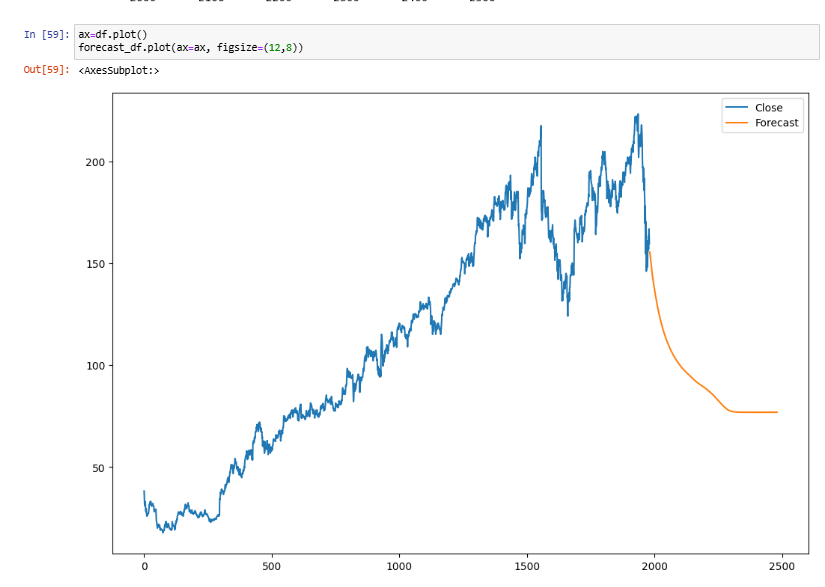 In [59]: ax=df.plot()
forecast_df.plot(ax=ax, figsize=(12,8))
Out[59]: <AxesSubplot:>
Close
Forecast
200
150
100
50
0 500 1000 1500 2000 2500